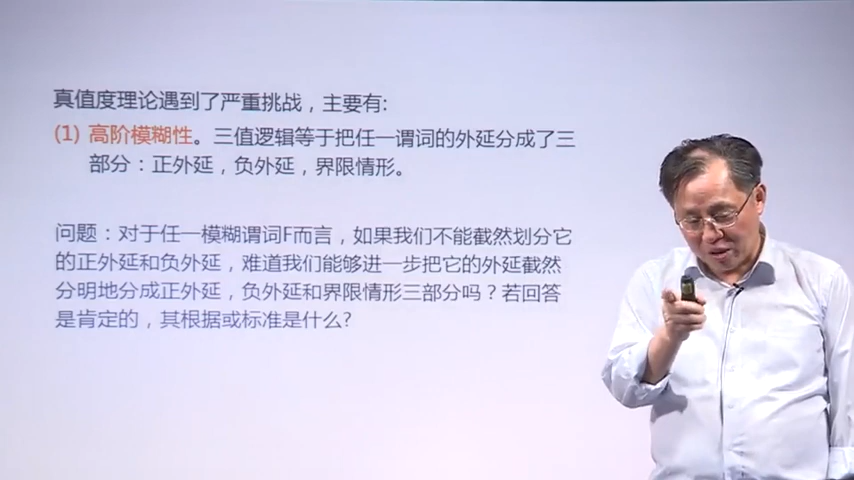 真值度理论遇到了严重挑战，主要有：
(1) 高阶模糊性。三值逻辑等于把任一谓词的外延分成了三
部分：正外延，负外延，界限情形。
问题：对于任一模糊谓词F而言，如果我们不能截然划分它
的正外延和负外延，难道我们能够进一步把它的外延截然
分明地分成正外延，负外延和界限情形三部分吗？若回答
是肯定的，其根据或标准是什么？